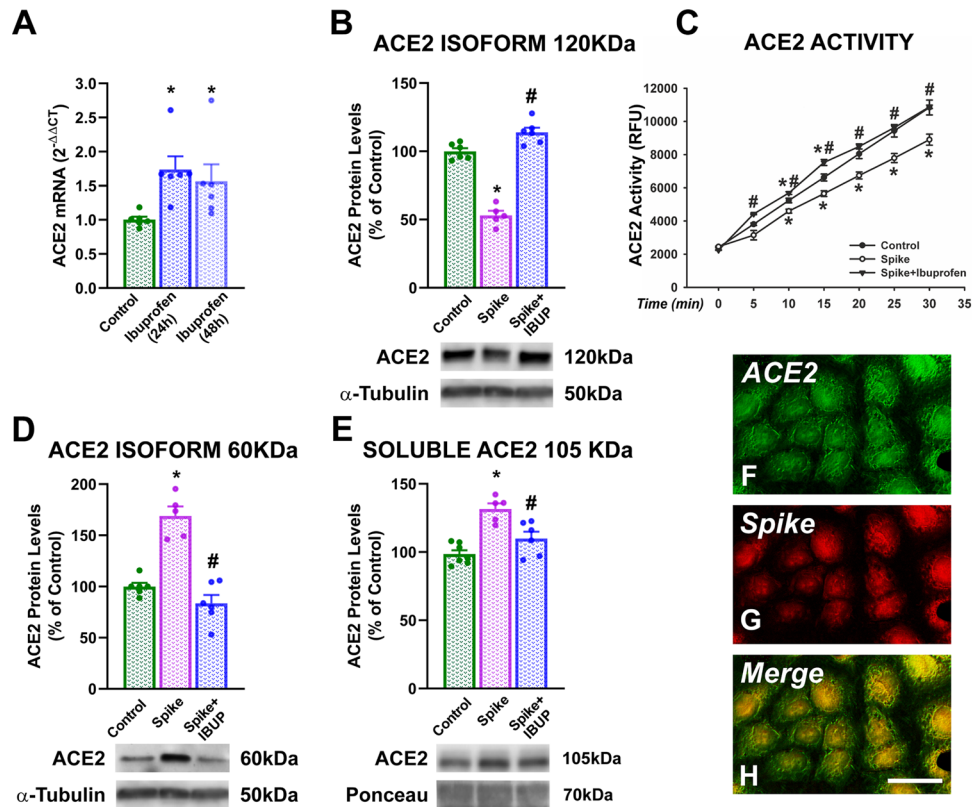 A
ACE2 mRNA (2-ΔΔCT)
3.0
2.5
2.0
1.5
1.0
0.5
0.0
*
*
Control
Ibuprofen
(24h)
Ibuprofen
(48h)
B
ACE2 ISOFORM 120KDa
ACE2 Protein Levels
(% of Control)
150
100
50
0
*
#
Control
Spike
Spike+
IBUP
ACE2
120kDa
α-Tubulin
50kDa
C
ACE2 ACTIVITY
ACE2 Activity (RFU)
12000
10000
8000
6000
4000
2000
0
#
*#
*#
#
#
#
*
*
*
*
*
Control
Spike
Spike+Ibuprofen
Time (min)
0 5 10 15 20 25 30 35
D
ACE2 ISOFORM 60KDa
ACE2 Protein Levels
(% of Control)
200
150
100
50
0
*
#
Control
Spike
Spike+
IBUP
ACE2
60kDa
α-Tubulin
50kDa
E
SOLUBLE ACE2 105 KDa
ACE2 Protein Levels
(% of Control)
150
100
50
0
*
#
Control
Spike
Spike+
IBUP
ACE2
105kDa
Ponceau
70kDa
ACE2
F
Spike
G
Merge
H